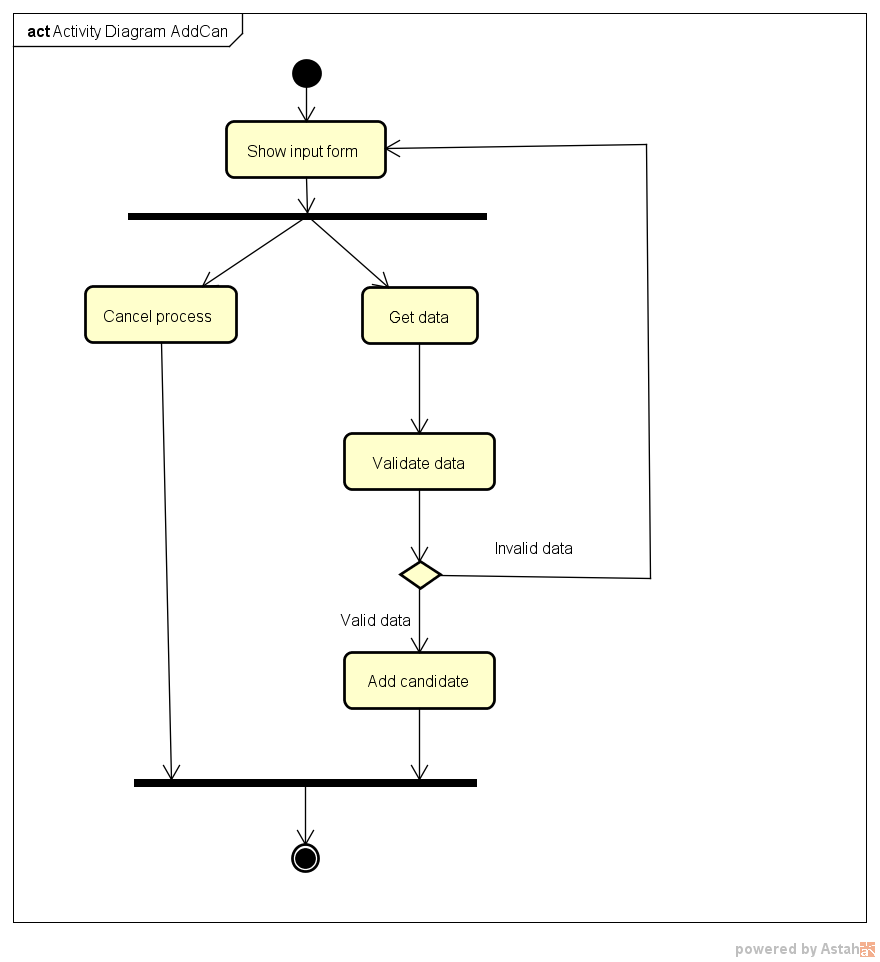 act Activity Diagram AddCan
Show input form
Cancel process
Get data
Validate data
Invalid data
Valid data
Add candidate
powered by Astah